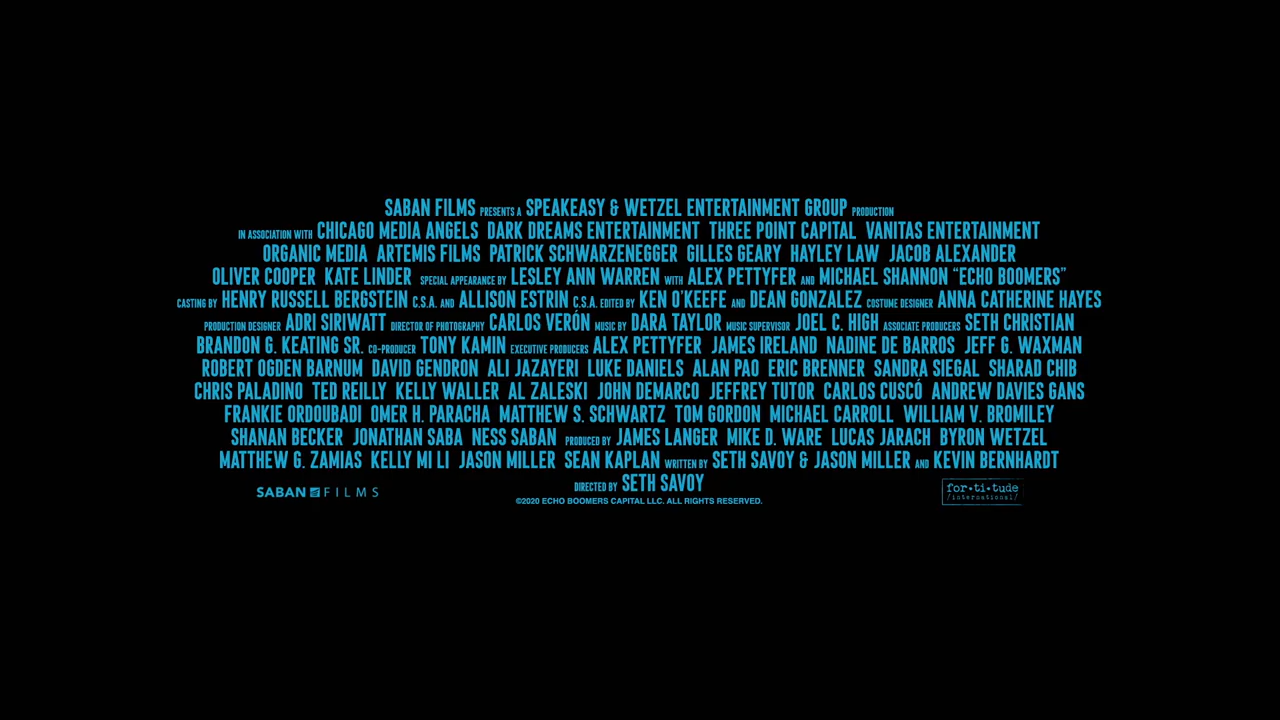 SABAN FILMS PRESENTS A SPEAKEASY & WETZEL ENTERTAINMENT GROUP PRODUCTION
IN ASSOCIATION WITH CHICAGO MEDIA ANGELS DARK DREAMS ENTERTAINMENT THREE POINT CAPITAL VANITAS ENTERTAINMENT
ORGANIC MEDIA ARTEMIS FILMS PATRICK SCHWARZENEGGER GILLES GEARY HAYLEY LAW JACOB ALEXANDER
OLIVER COOPER KATE LINDER SPECIAL APPEARANCE BY LESLEY ANN WARREN WITH ALEX PETTYFER AND MICHAEL SHANNON “ECHO BOOMERS”
CASTING BY HENRY RUSSELL BERGSTEIN C.S.A. AND ALLISON ESTRIN C.S.A. EDITED BY KEN O'KEEFE AND DEAN GONZALEZ COSTUME DESIGNER ANNA CATHERINE HAYES
PRODUCTION DESIGNER ADRI SIRIWATT DIRECTOR OF PHOTOGRAPHY CARLOS VERÓN MUSIC BY DARA TAYLOR MUSIC SUPERVISOR JOEL C. HIGH ASSOCIATE PRODUCERS SETH CHRISTIAN
BRANDON G. KEATING SR. CO-PRODUCER TONY KAMIN EXECUTIVE PRODUCERS ALEX PETTYFER JAMES IRELAND NADINE DE BARROS JEFF G. WAXMAN
ROBERT OGDEN BARNUM DAVID GENDRON ALI JAZAYERI LUKE DANIELS ALAN PAO ERIC BRENNER SANDRA SIEGAL SHARAD CHIB
CHRIS PALADINO TED REILLY KELLY WALLER AL ZALESKI JOHN DEMARCO JEFFREY TUTOR CARLOS CUSCÓ ANDREW DAVIES GANS
FRANKIE ORDOUBADI OMER H. PARACHA MATTHEW S. SCHWARTZ TOM GORDON MICHAEL CARROLL WILLIAM V. BROMILEY
SHANAN BECKER JONATHAN SABA NESS SABAN PRODUCED BY JAMES LANGER MIKE D. WARE LUCAS JARACH BYRON WETZEL
MATTHEW G. ZAMIAS KELLY MI LI JASON MILLER SEAN KAPLAN WRITTEN BY SETH SAVOY & JASON MILLER AND KEVIN BERNHARDT
DIRECTED BY SETH SAVOY
SABAN FILMS
©2020 ECHO BOOMERS CAPITAL LLC. ALL RIGHTS RESERVED.
for•ti•tude
/international/